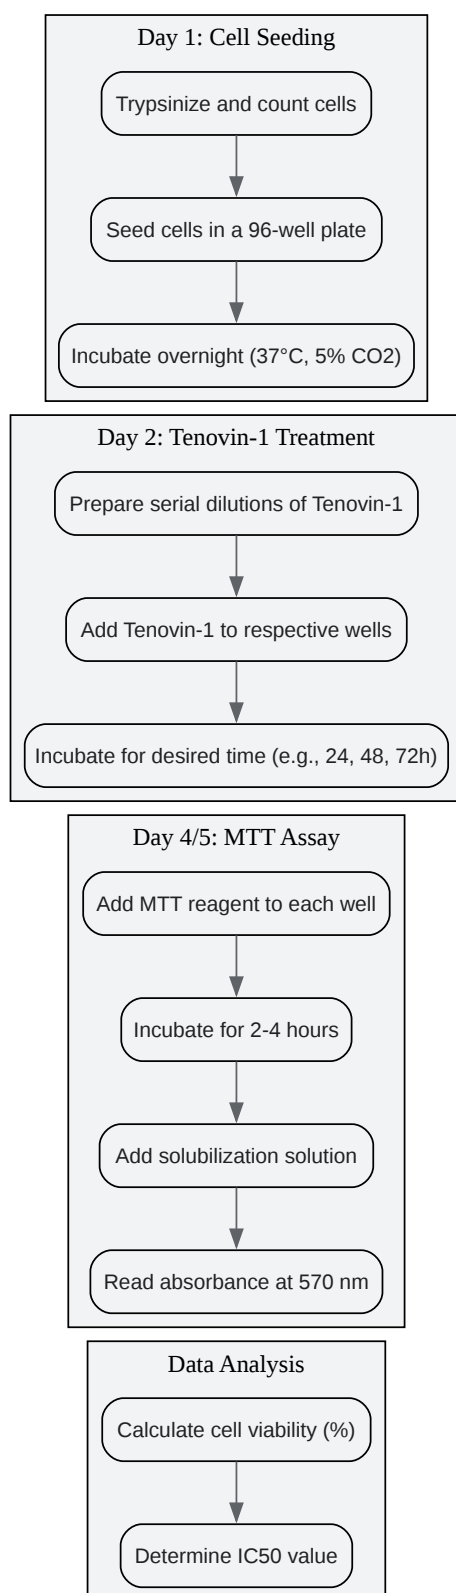 Day 1: Cell Seeding
Trypsinize and count cells
Seed cells in a 96-well plate
Incubate overnight (37°C, 5% CO2)
Day 2: Tenovin-1 Treatment
Prepare serial dilutions of Tenovin-1
Add Tenovin-1 to respective wells
Incubate for desired time (e.g., 24, 48, 72h)
Day 4/5: MTT Assay
Add MTT reagent to each well
Incubate for 2-4 hours
Add solubilization solution
Read absorbance at 570 nm
Data Analysis
Calculate cell viability (%)
Determine IC50 value